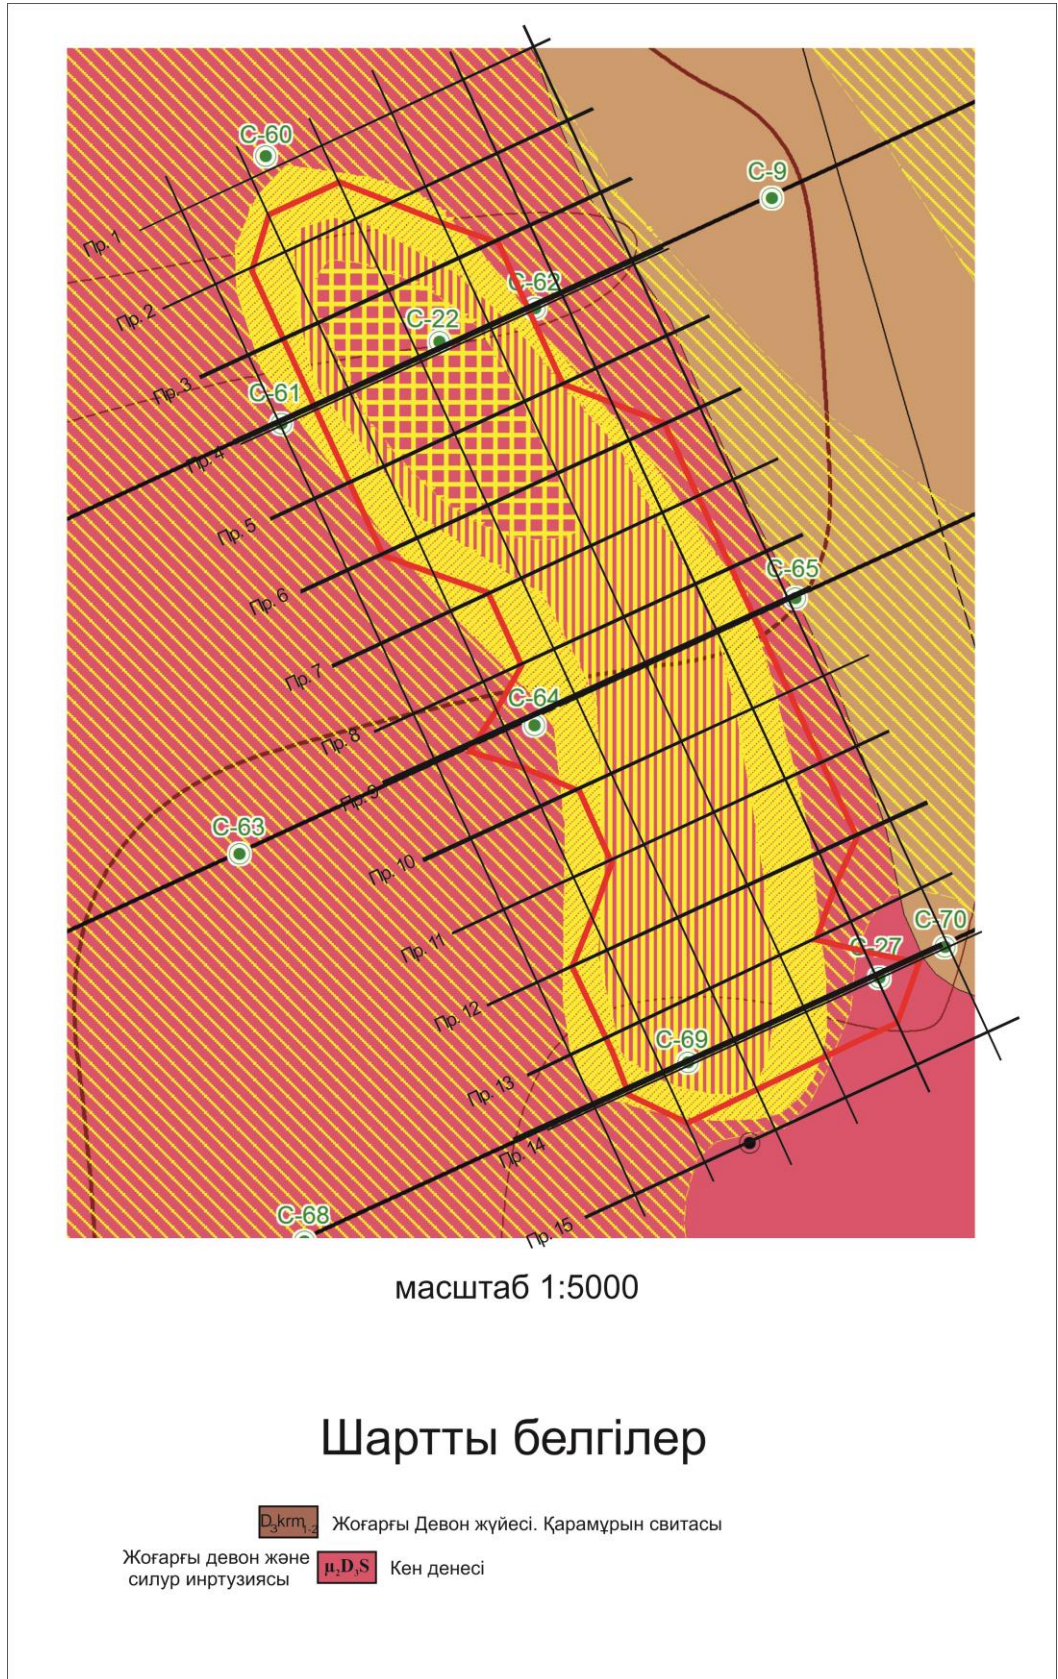 С-60
С-9
Пр. 1
С-62
Пр. 2
С-22
Пр. 3
С-61
Пр. 4
Пр. 5
С-65
Пр. 6
Пр. 7
С-64
Пр. 8
Пр. 9
С-63
Пр. 10
Пр. 11
С-70
С-27
Пр. 12
С-69
Пр. 13
Пр. 14
С-68
Пр. 15
масштаб 1:5000
Шартты белгілер
D₃krm₁₋₂ Жоғарғы Девон жүйесі. Қарамұрын свитасы
Жоғарғы девон және
силур инртузиясы
μ₂D₃S Кен денесі